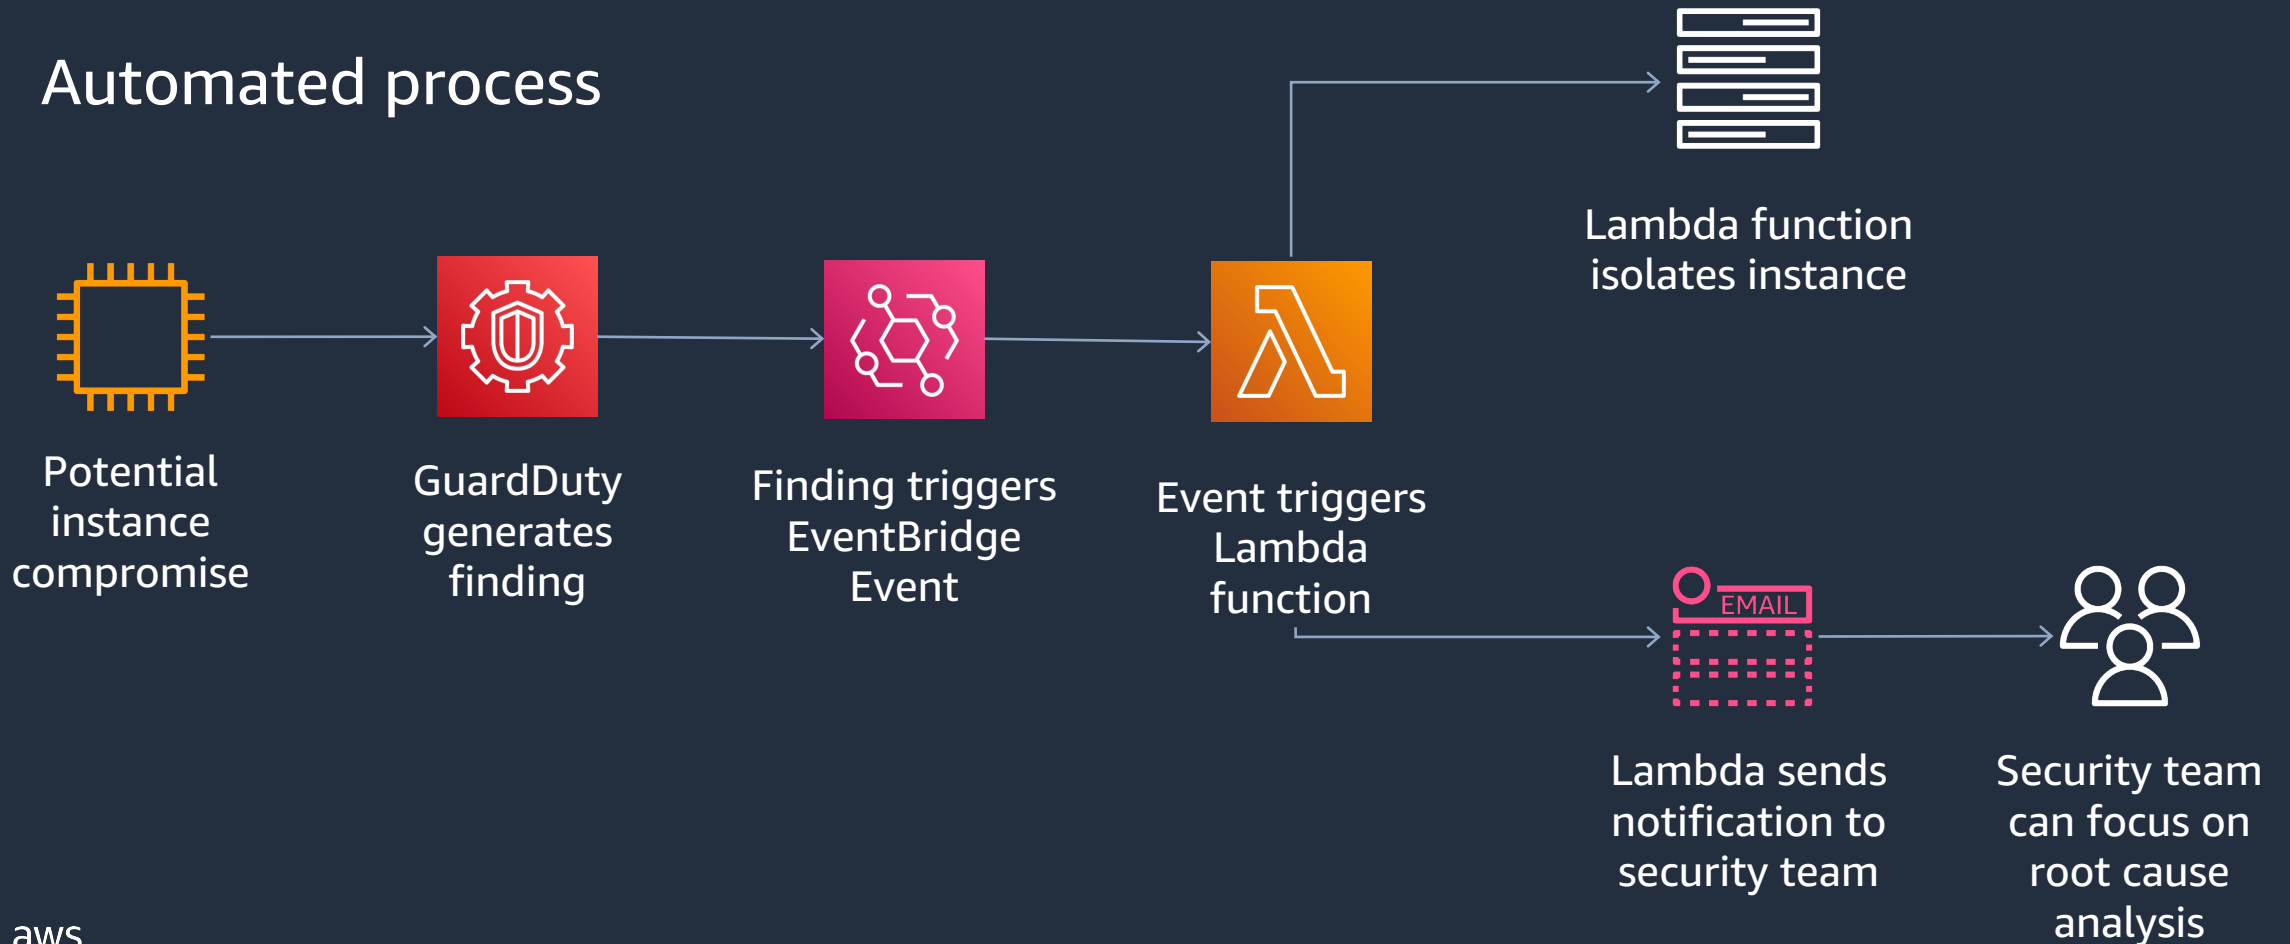 Automated process
Lambda function
isolates instance
Potential
instance
compromise
GuardDuty
generates
finding
Finding triggers
EventBridge
Event
Event triggers
Lambda
function
EMAIL
Lambda sends
notification to
security team
Security team
can focus on
root cause
analysis
aws